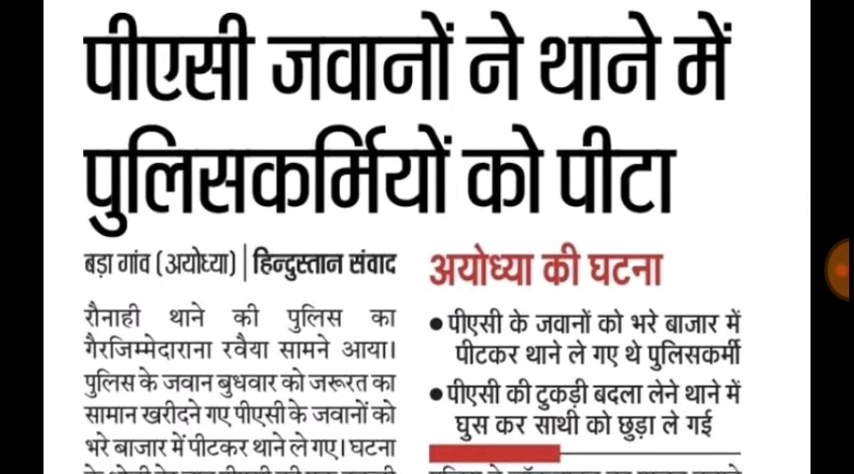 पीएसी जवानों ने थाने में
पुलिसकर्मियों को पीटा
बड़ा गांव (अयोध्या) | हिन्दुस्तान संवाद
रौनाही थाने की पुलिस का
गैरजिम्मेदाराना रवैया सामने आया।
पुलिस के जवान बुधवार को जरूरत का
सामान खरीदने गए पीएसी के जवानों को
भरे बाजार में पीटकर थाने ले गए। घटना
अयोध्या की घटना
● पीएसी के जवानों को भरे बाजार में
पीटकर थाने ले गए थे पुलिसकर्मी
● पीएसी की टुकड़ी बदला लेने थाने में
घुस कर साथी को छुड़ा ले गई